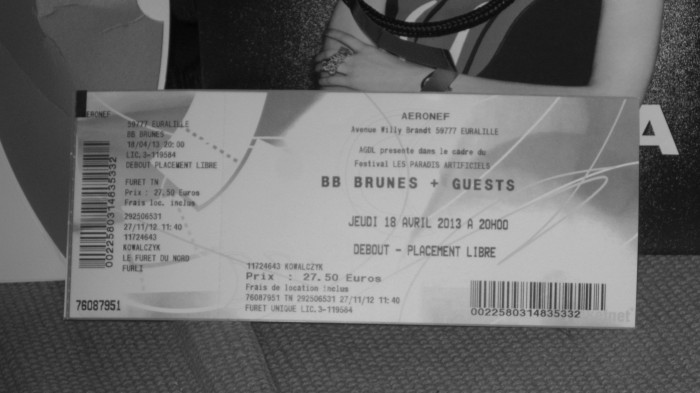 AERONEF
59777 EURALILLE
BB BRUNES
18/04/13 20:00
LIC.3-119584
DEBOUT PLACEMENT LIBRE
FURET TN
Prix : 27.50 Euros
Frais loc. inclus
292506531
27/11/12 11:40
11724643
KOWALCZYK
LE FURET DU NORD
FURLI
76087951
0022580314835332
AERONEF
Avenue Willy Brandt 59777 EURALILLE
AGDL presente dans le cadre du
Festival LES PARADIS ARTIFICIELS
BB BRUNES + GUESTS
JEUDI 18 AVRIL 2013 A 20H00
DEBOUT - PLACEMENT LIBRE
11724643 KOWALCZYK
Prix : 27.50 Euros
Frais de location inclus
76087951 TN 292506531 27/11/12 11:40
FURET UNIQUE LIC.3-119584
0022580314835332
A